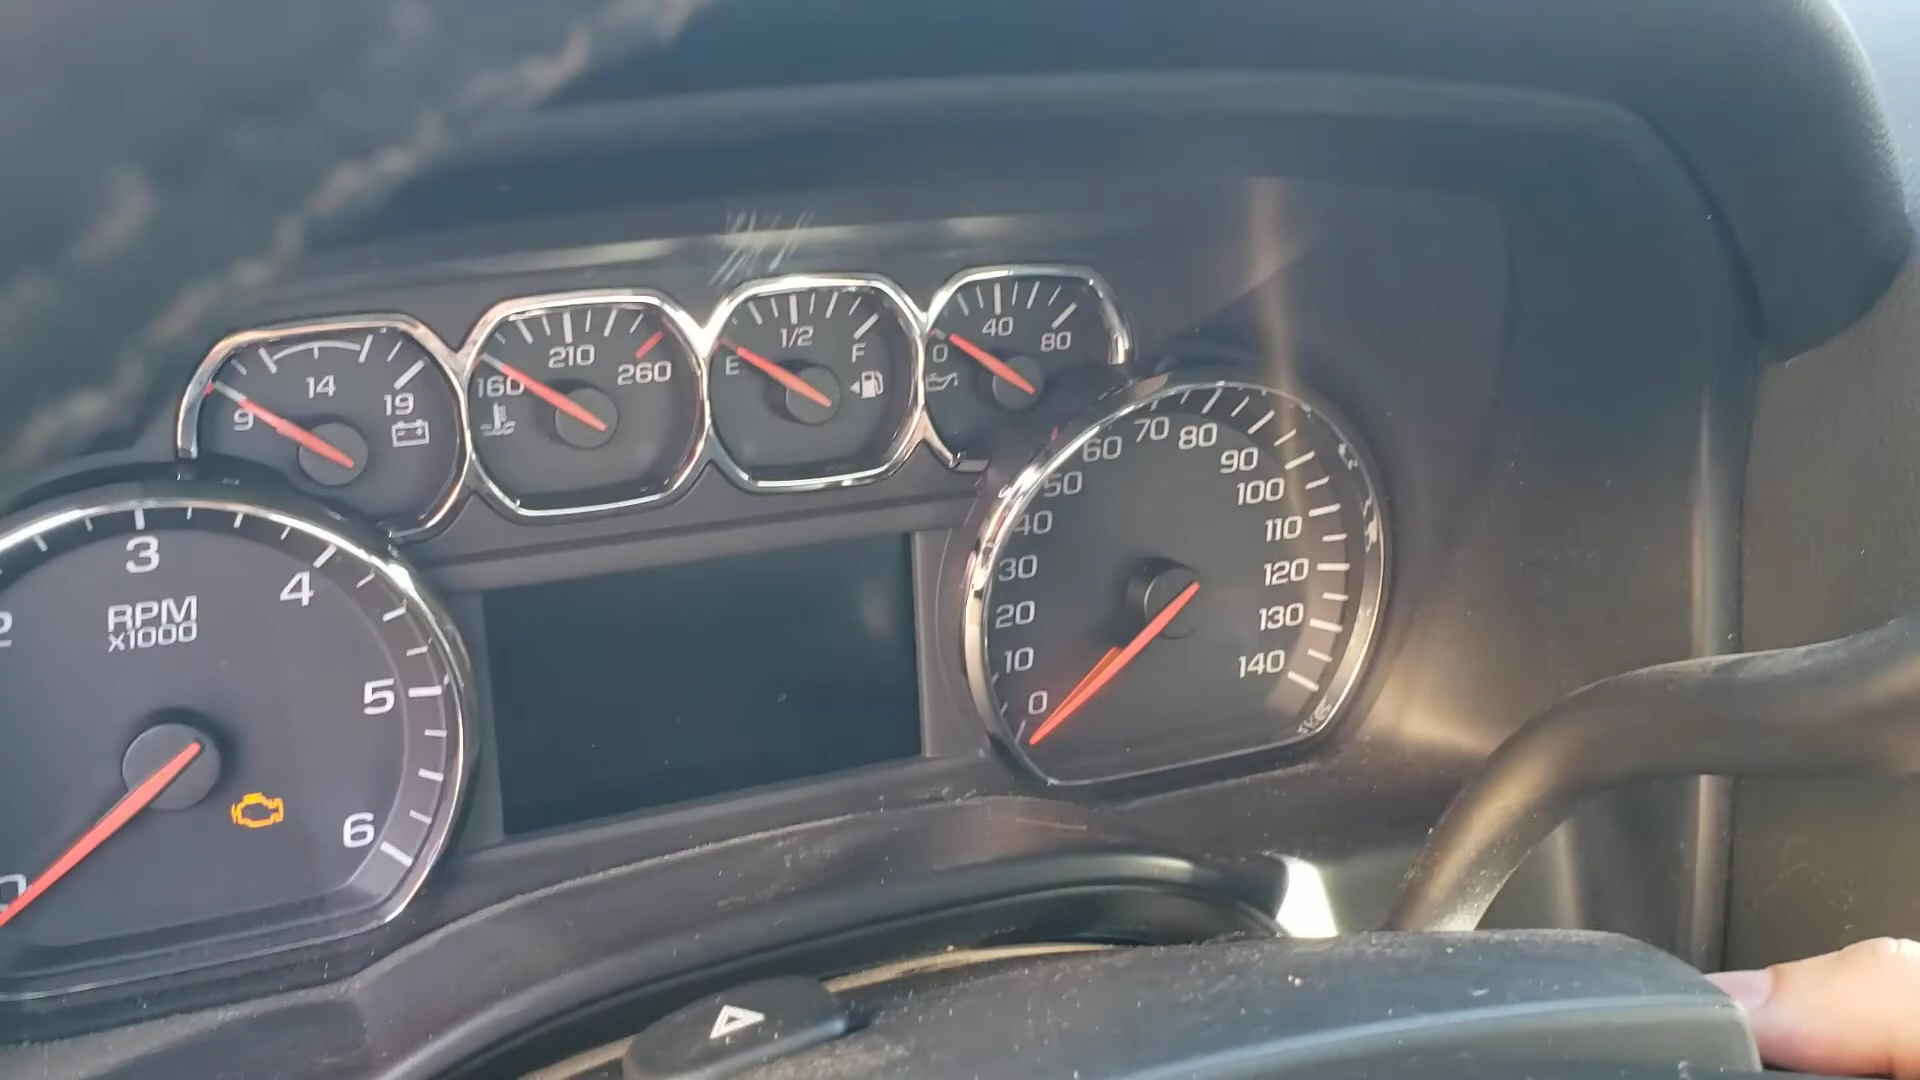 9 14 19
160 210 260
E 1/2 F
0 40 80
2 3 4 5 6
RPM
x1000
0 10 20 30 40 50 60 70 80 90 100 110 120 130 140